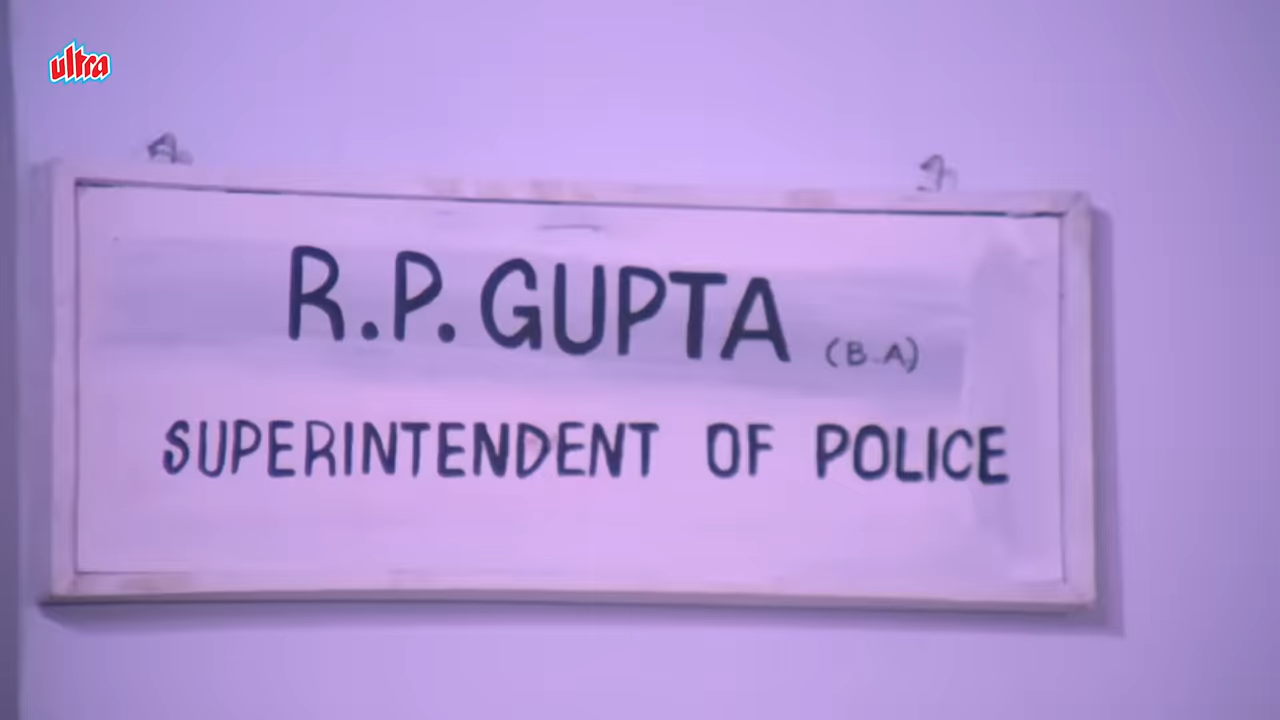 ultra
R.P. GUPTA (B.A)
SUPERINTENDENT OF POLICE